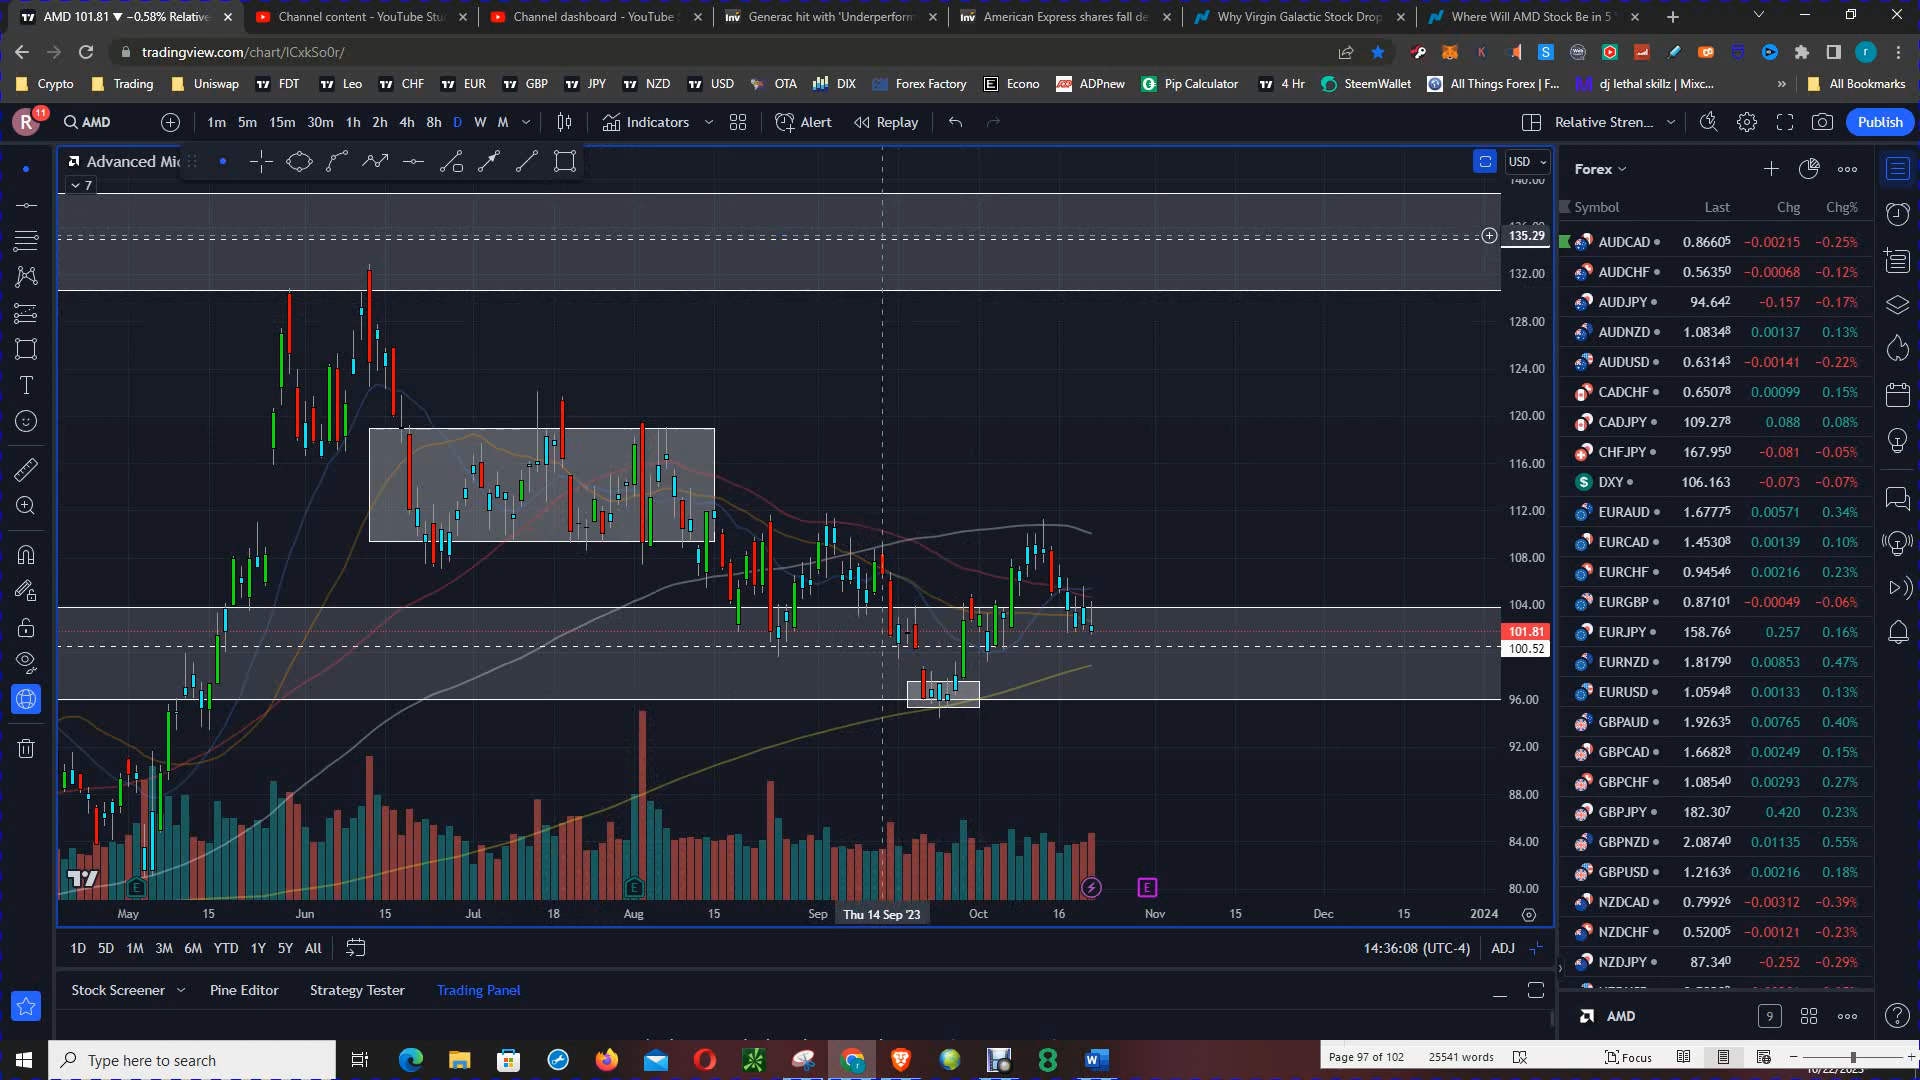 AMD 101.81 ▼ −0.58% Relative
Channel content - YouTube Stu
Channel dashboard - YouTube
Generac hit with 'Underperform
American Express shares fall de
Why Virgin Galactic Stock Drop
Where Will AMD Stock Be in 5
tradingview.com/chart/lCxkSo0r/
Crypto Trading Uniswap FDT Leo CHF EUR GBP JPY NZD USD OTA DIX Forex Factory Econo ADPnew Pip Calculator 4 Hr SteemWallet All Things Forex | F... dj lethal skillz | Mixc... » All Bookmarks
R 11 AMD 1m 5m 15m 30m 1h 2h 4h 8h D W M Indicators Alert Replay Relative Stren... Publish
Advanced Mic
7
USD
140.00
135.29
132.00
128.00
124.00
120.00
116.00
112.00
108.00
104.00
101.81
100.52
96.00
92.00
88.00
84.00
80.00
E E E
May 15 Jun 15 Jul 18 Aug 15 Sep Thu 14 Sep '23 Oct 16 Nov 15 Dec 15 2024
1D 5D 1M 3M 6M YTD 1Y 5Y All 14:36:08 (UTC-4) ADJ
Stock Screener Pine Editor Strategy Tester Trading Panel
Forex
Symbol Last Chg Chg%
AUDCAD 0.86605 −0.00215 −0.25%
AUDCHF 0.56350 −0.00068 −0.12%
AUDJPY 94.642 −0.157 −0.17%
AUDNZD 1.08348 0.00137 0.13%
AUDUSD 0.63143 −0.00141 −0.22%
CADCHF 0.65078 0.00099 0.15%
CADJPY 109.278 0.088 0.08%
CHFJPY 167.950 −0.081 −0.05%
DXY 106.163 −0.073 −0.07%
EURAUD 1.67775 0.00571 0.34%
EURCAD 1.45308 0.00139 0.10%
EURCHF 0.94546 0.00216 0.23%
EURGBP 0.87101 −0.00049 −0.06%
EURJPY 158.766 0.257 0.16%
EURNZD 1.81790 0.00853 0.47%
EURUSD 1.05948 0.00133 0.13%
GBPAUD 1.92635 0.00765 0.40%
GBPCAD 1.66828 0.00249 0.15%
GBPCHF 1.08540 0.00293 0.27%
GBPJPY 182.307 0.420 0.23%
GBPNZD 2.08740 0.01135 0.55%
GBPUSD 1.21636 0.00216 0.18%
NZDCAD 0.79926 −0.00312 −0.39%
NZDCHF 0.52005 −0.00121 −0.23%
NZDJPY 87.340 −0.252 −0.29%
AMD 9
Type here to search
Page 97 of 102 25541 words Focus